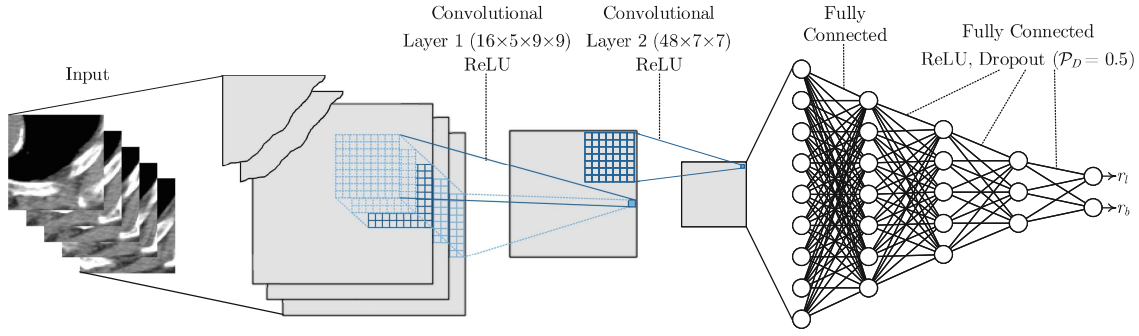 Input
Convolutional
Layer 1 (16×5×9×9)
ReLU
Convolutional
Layer 2 (48×7×7)
ReLU
Fully
Connected
Fully Connected
ReLU, Dropout (𝒫_D = 0.5)
r_l
r_b